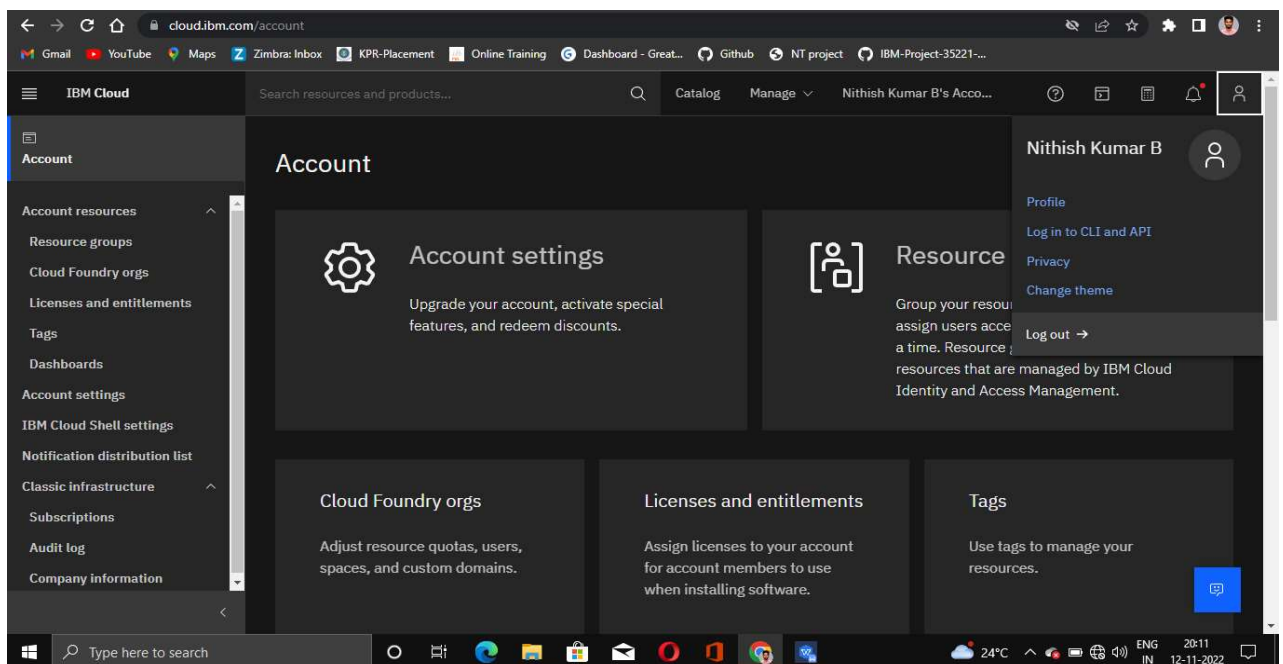 cloud.ibm.com/account
Gmail YouTube Maps Zimbra: Inbox KPR-Placement Online Training Dashboard - Great... Github NT project IBM-Project-35221-...
IBM Cloud
Search resources and products...
Catalog Manage Nithish Kumar B's Acco...
Account
Account resources
Resource groups
Cloud Foundry orgs
Licenses and entitlements
Tags
Dashboards
Account settings
IBM Cloud Shell settings
Notification distribution list
Classic infrastructure
Subscriptions
Audit log
Company information
Account
Account settings
Upgrade your account, activate special
features, and redeem discounts.
Resource
Group your resou
assign users acce
a time. Resource
resources that are managed by IBM Cloud
Identity and Access Management.
Nithish Kumar B
Profile
Log in to CLI and API
Privacy
Change theme
Log out →
Cloud Foundry orgs
Adjust resource quotas, users,
spaces, and custom domains.
Licenses and entitlements
Assign licenses to your account
for account members to use
when installing software.
Tags
Use tags to manage your
resources.
Type here to search
24°C
ENG
IN
20:11
12-11-2022